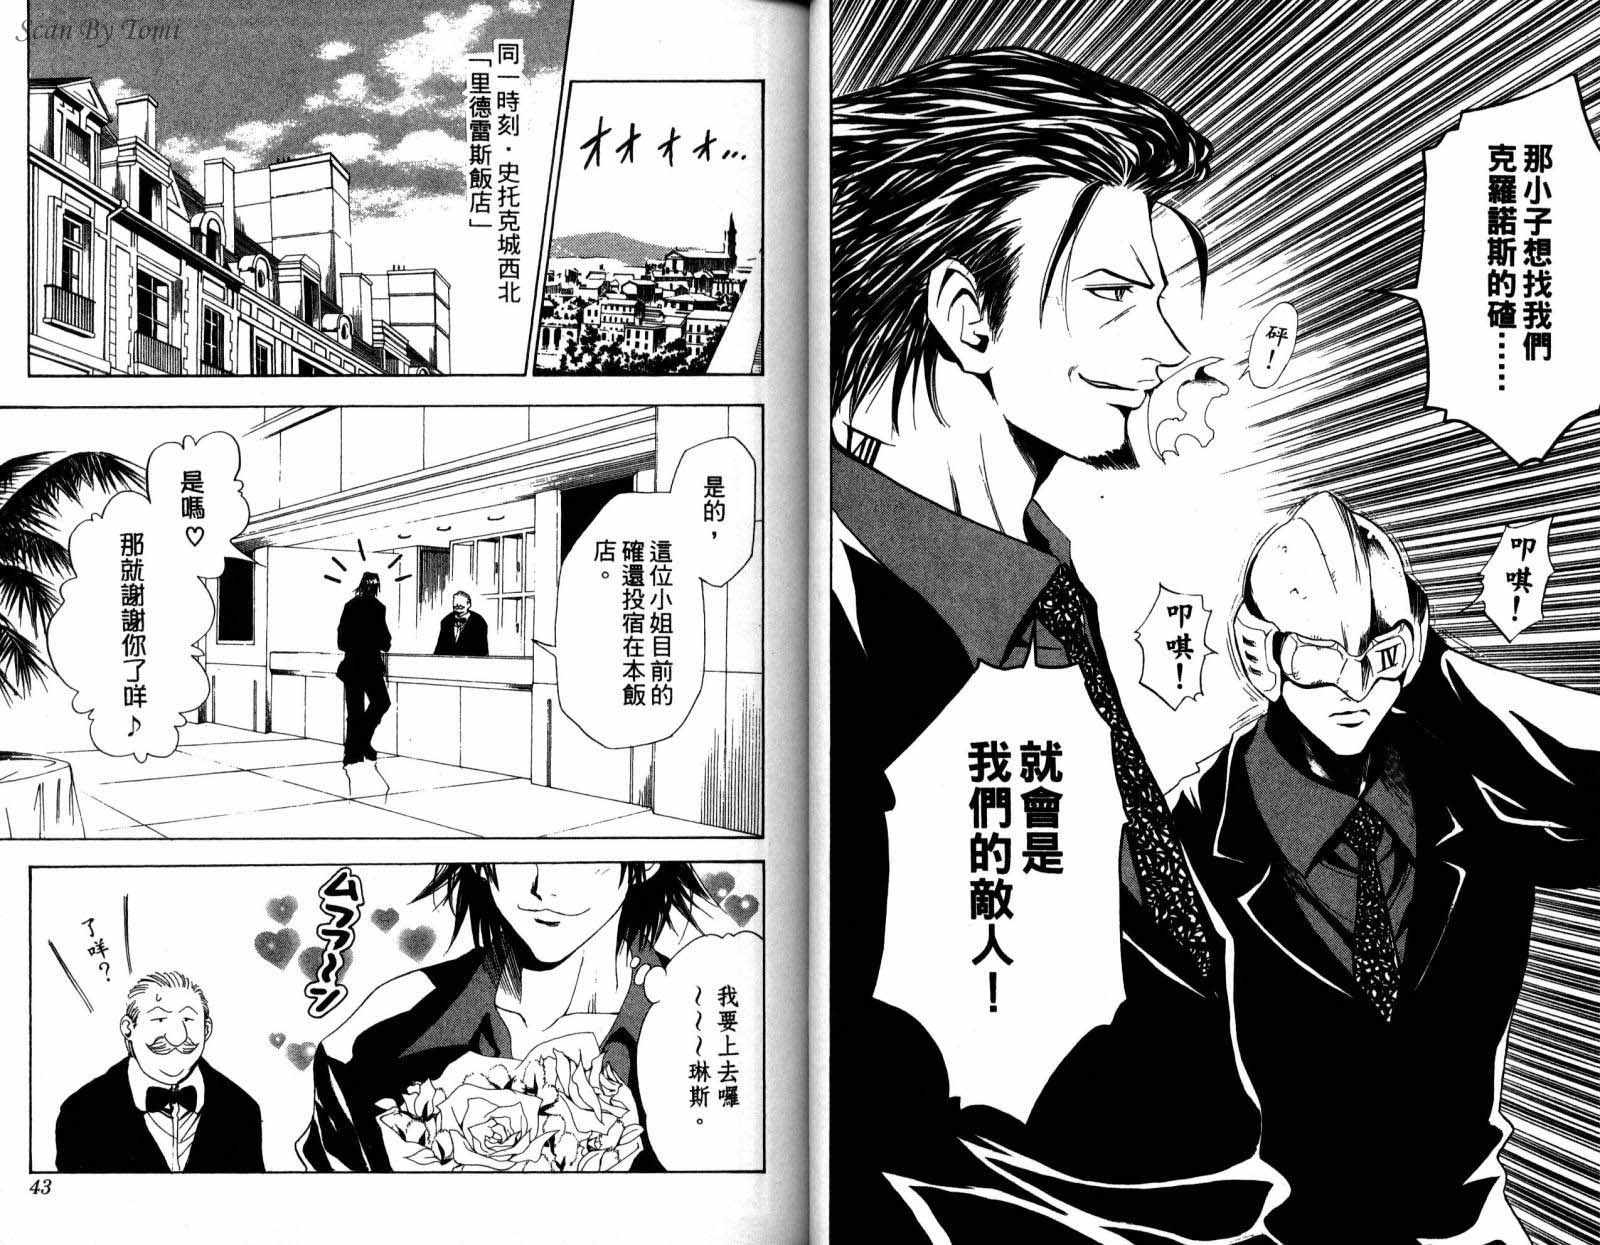 那小子想找我們
克羅諾斯的碴……
砰！
叩唭！
叩唭！
IV
就會是
我們的敵人！
オオオオ…
同一時刻・史托克城西北
「里德雷斯飯店」
是的，
這位小姐目前的
確還投宿在本飯
店。
是嗎♡
那就謝謝你了咩♪
我要上去囉
～～～琳斯。
ムフフ～ン
了咩？
43
Scan By Tomi